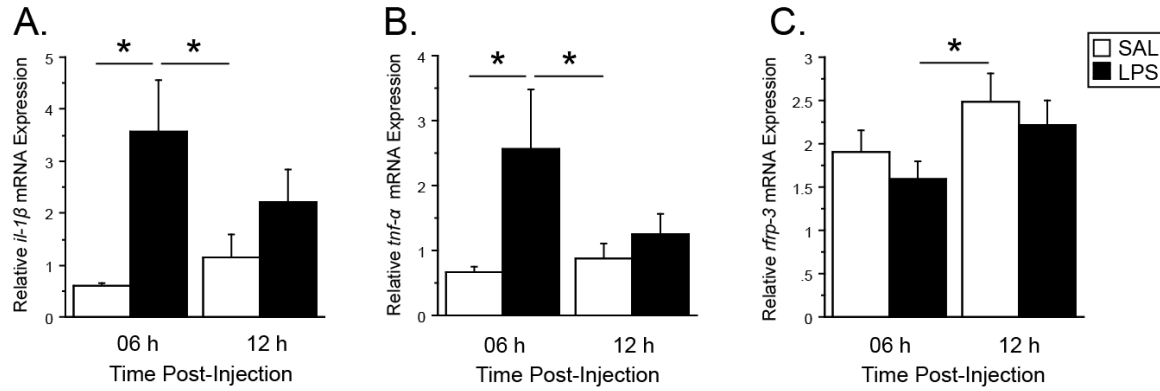 A.
Relative il-1β mRNA Expression
5
4
3
2
1
0
*
*
06 h
12 h
Time Post-Injection
B.
Relative tnf-α mRNA Expression
4
3
2
1
0
*
*
06 h
12 h
Time Post-Injection
C.
Relative rfrp-3 mRNA Expression
3
2.5
2
1.5
1
.5
0
*
06 h
12 h
Time Post-Injection
SAL
LPS